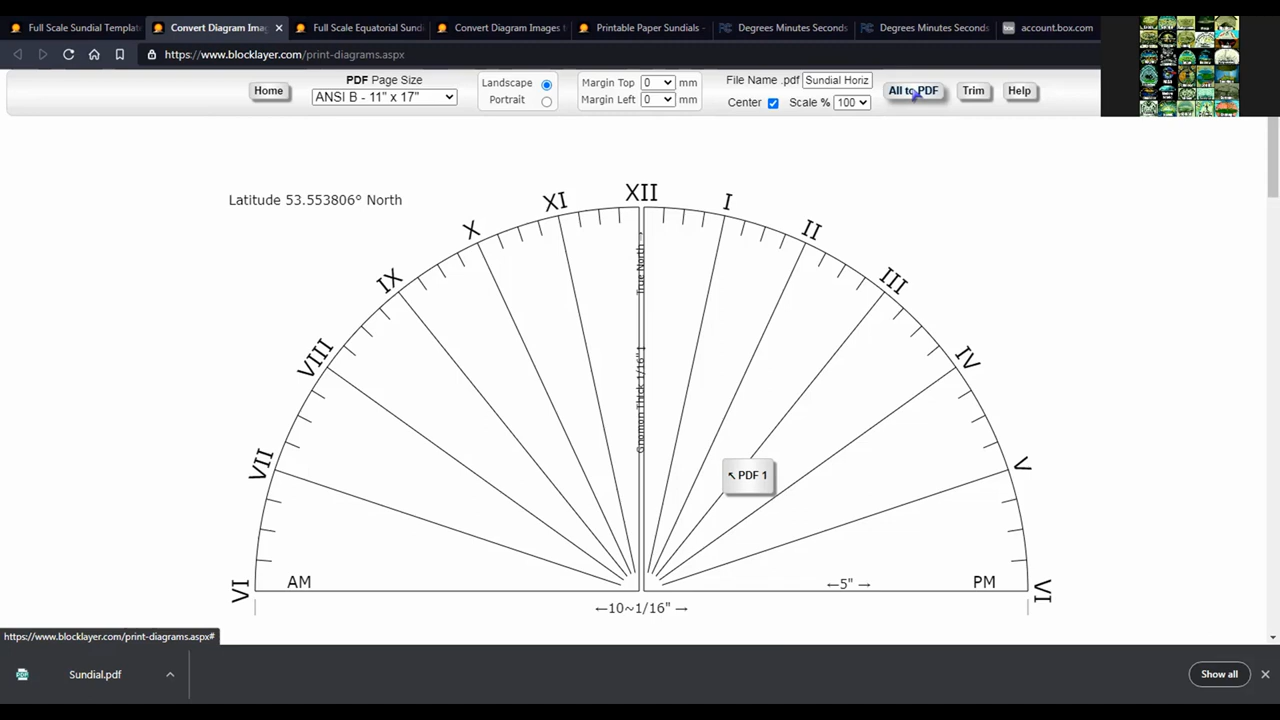 Full Scale Sundial Templat
Convert Diagram Imag
Full Scale Equatorial Sundi
Convert Diagram Images t
Printable Paper Sundials -
Degrees Minutes Seconds
Degrees Minutes Seconds
box account.box.com
https://www.blocklayer.com/print-diagrams.aspx
Home
PDF Page Size
ANSI B - 11" x 17"
Landscape
Portrait
Margin Top 0 mm
Margin Left 0 mm
File Name .pdf Sundial Horiz
Center Scale % 100
All to PDF
Trim
Help
Latitude 53.553806° North
VI
VII
VIII
IX
X
XI
XII
I
II
III
IV
V
VI
True North →
Gnomon Thick 1/16"
↖ PDF 1
AM
←5" →
PM
←10~1/16" →
https://www.blocklayer.com/print-diagrams.aspx#
Sundial.pdf
Show all